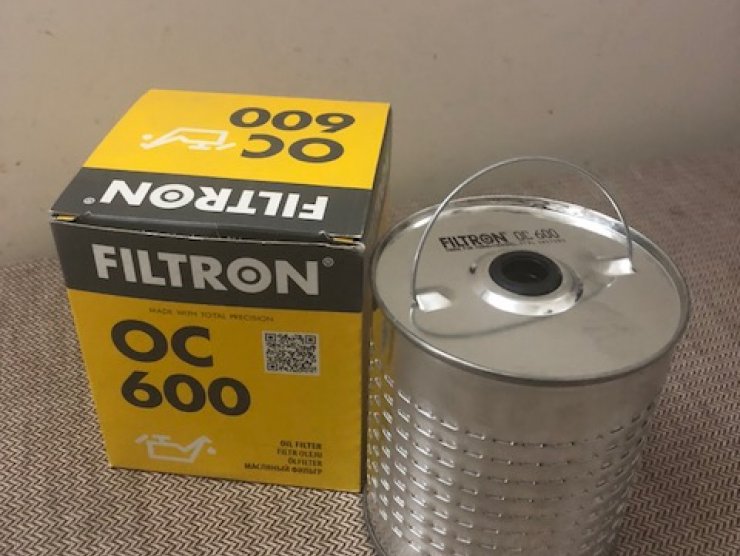 OC
600
FILTRON®
FILTRON®
MADE WITH TOTAL PRECISION
OC
600
OIL FILTER
FILTR OLEJU
ÖLFILTER
МАСЛЯНЫЙ ФИЛЬТР
FILTRON OC 600